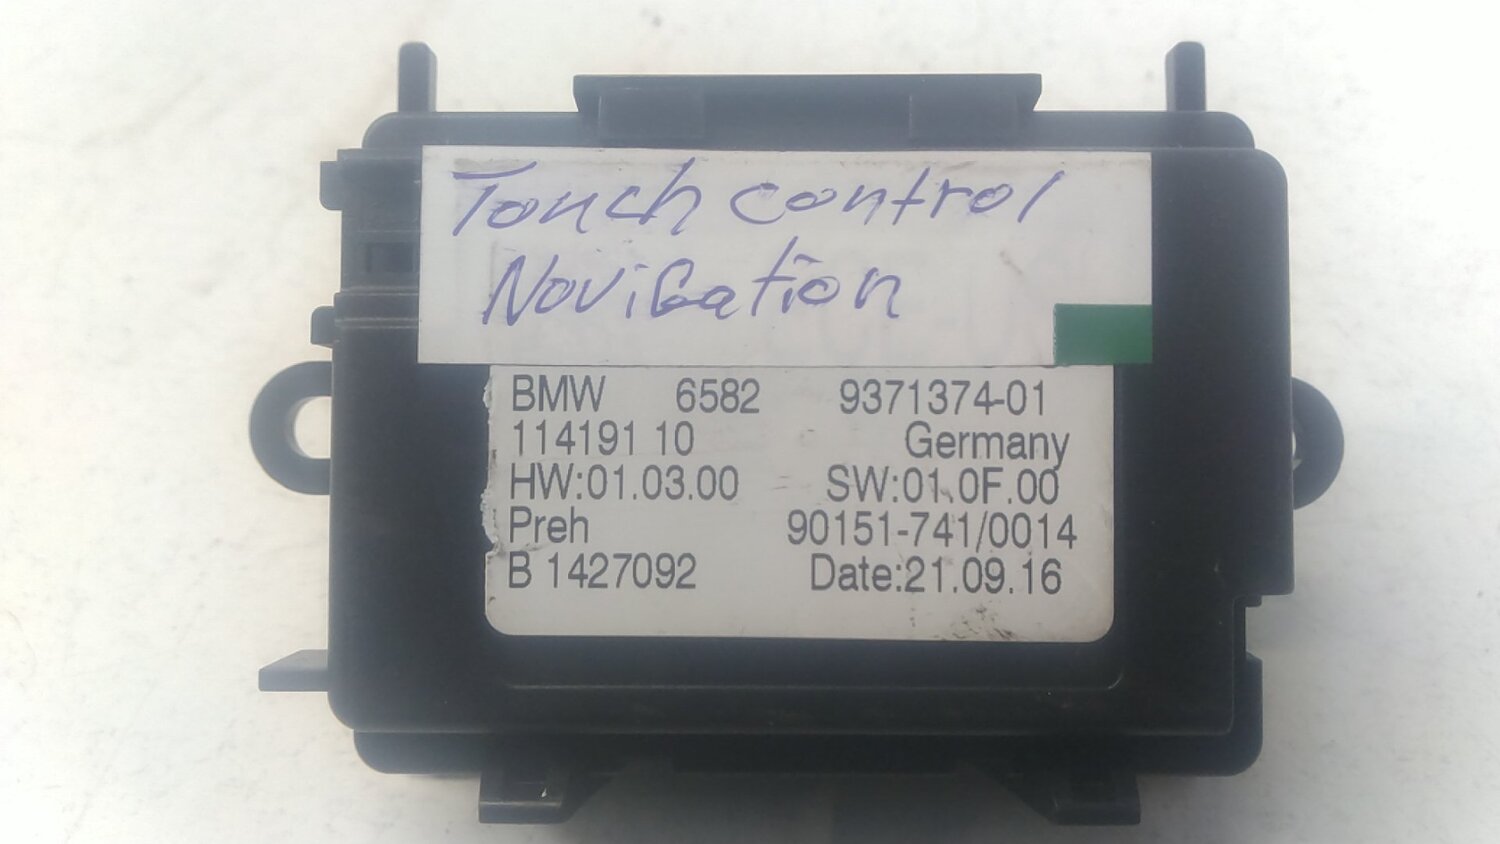 Touch control
Navigation
BMW 6582 9371374-01
114191 10 Germany
HW:01.03.00 SW:01.0F.00
Preh 90151-741/0014
B 1427092 Date:21.09.16